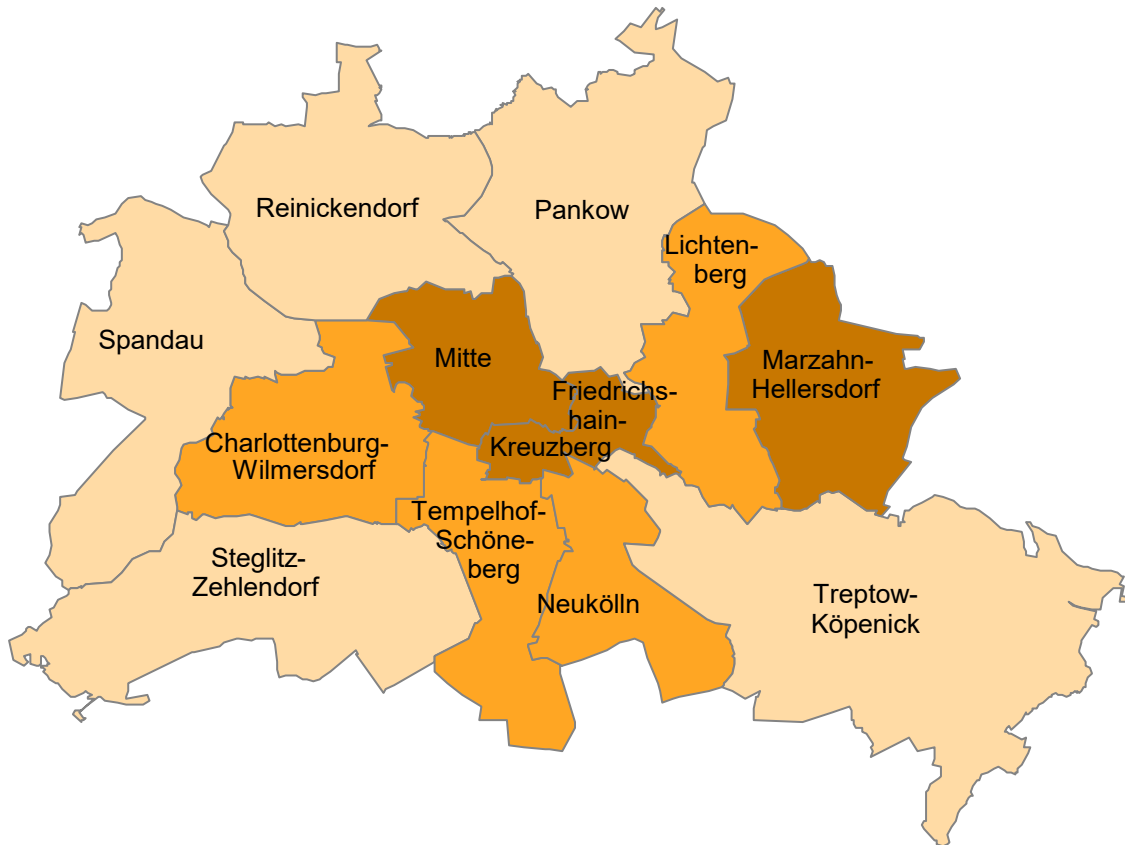 Reinickendorf
Pankow
Lichten-
berg
Spandau
Mitte
Marzahn-
Hellersdorf
Friedrichs-
hain-
Kreuzberg
Charlottenburg-
Wilmersdorf
Tempelhof-
Schöne-
berg
Steglitz-
Zehlendorf
Neukölln
Treptow-
Köpenick